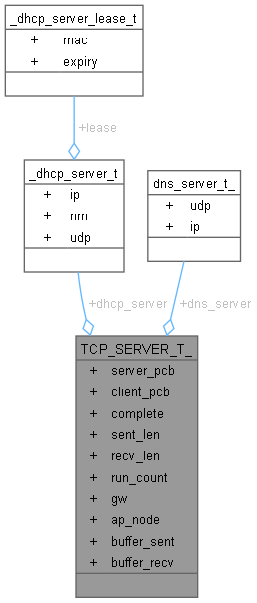 _dhcp_server_lease_t
+ mac
+ expiry
+lease
_dhcp_server_t
+ ip
+ nm
+ udp
dns_server_t_
+ udp
+ ip
+dhcp_server
+dns_server
TCP_SERVER_T_
+ server_pcb
+ client_pcb
+ complete
+ sent_len
+ recv_len
+ run_count
+ gw
+ ap_node
+ buffer_sent
+ buffer_recv